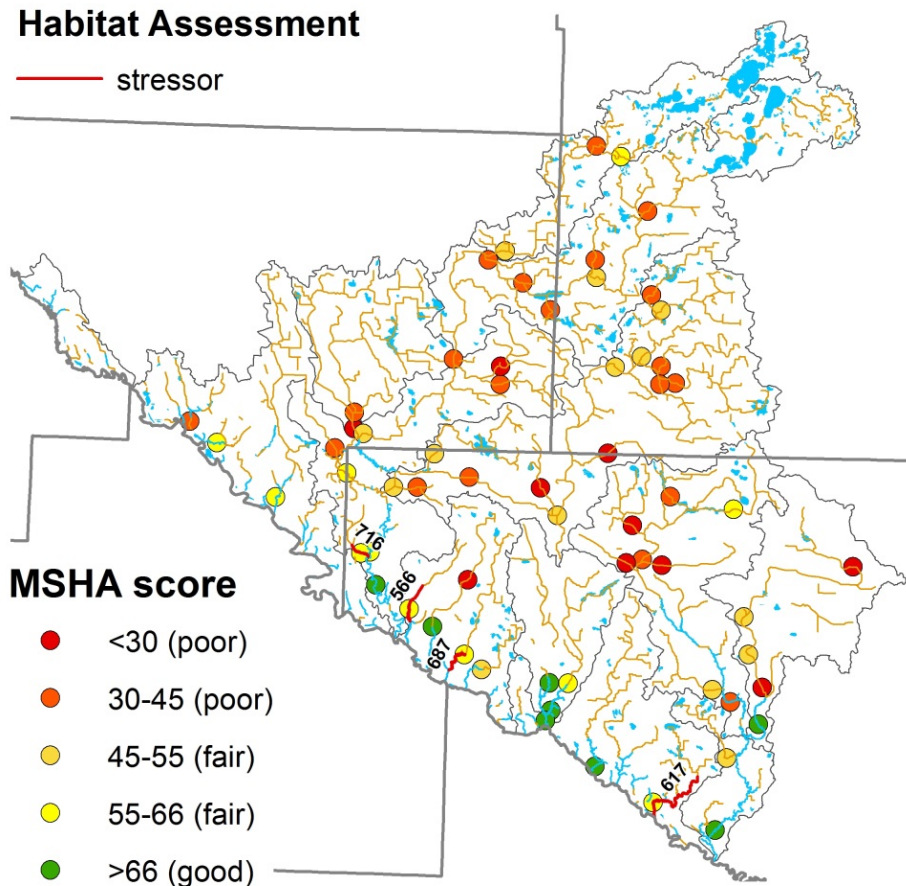 Habitat Assessment
stressor
716
566
687
617
MSHA score
<30 (poor)
30-45 (poor)
45-55 (fair)
55-66 (fair)
>66 (good)